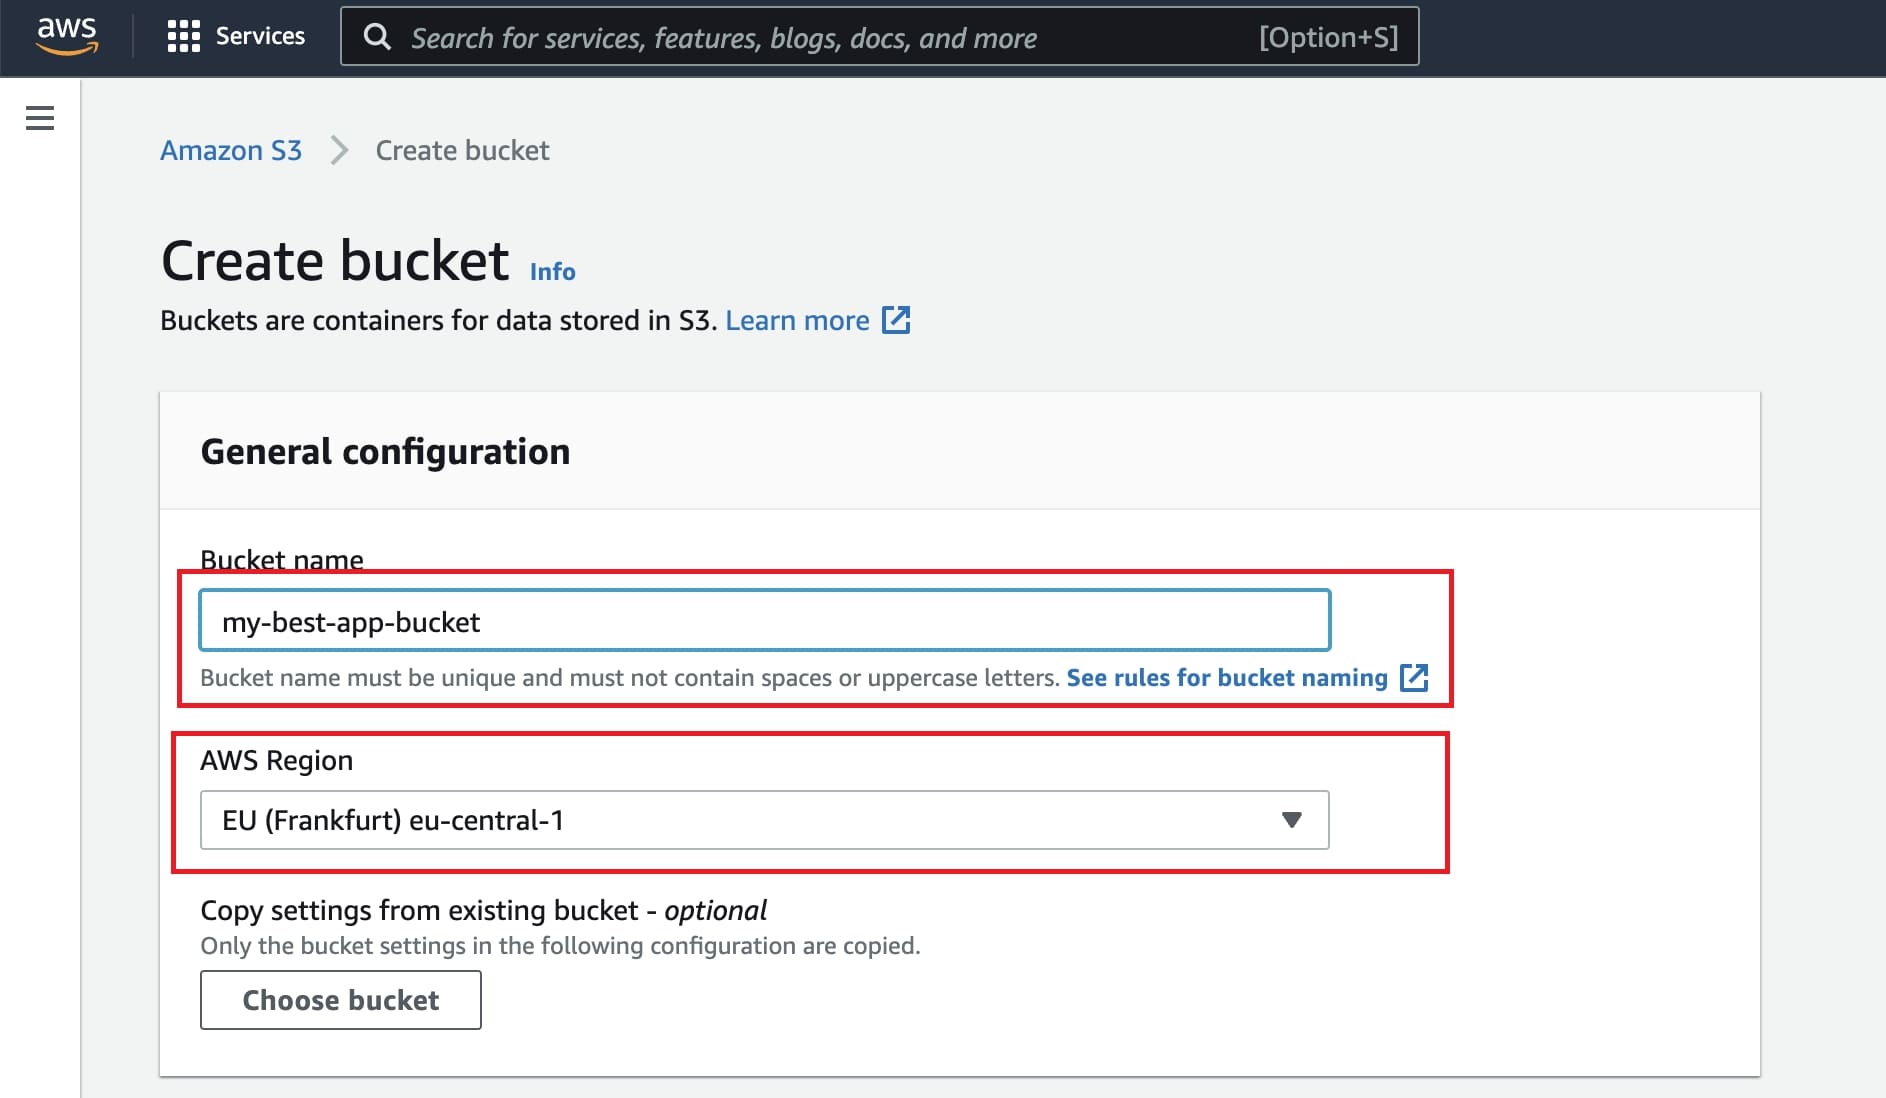 aws Services Search for services, features, blogs, docs, and more [Option+S]
Amazon S3 Create bucket
Create bucket Info
Buckets are containers for data stored in S3. Learn more
General configuration
Bucket name
my-best-app-bucket
Bucket name must be unique and must not contain spaces or uppercase letters. See rules for bucket naming
AWS Region
EU (Frankfurt) eu-central-1
Copy settings from existing bucket - optional
Only the bucket settings in the following configuration are copied.
Choose bucket